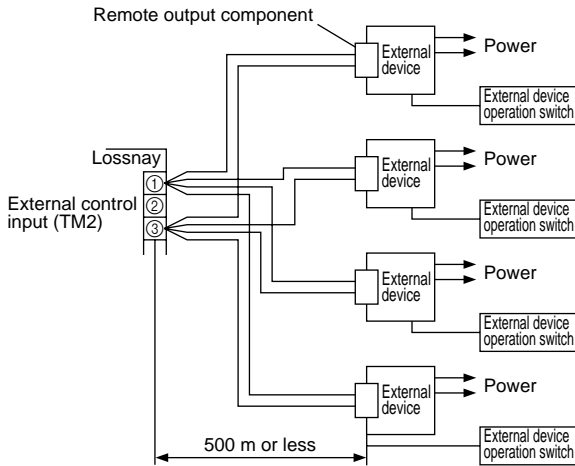 Remote output component
External
device
Power
External device
operation switch
Lossnay
External control
input (TM2)
①
②
③
External
device
Power
External device
operation switch
External
device
Power
External device
operation switch
External
device
Power
External device
operation switch
500 m or less